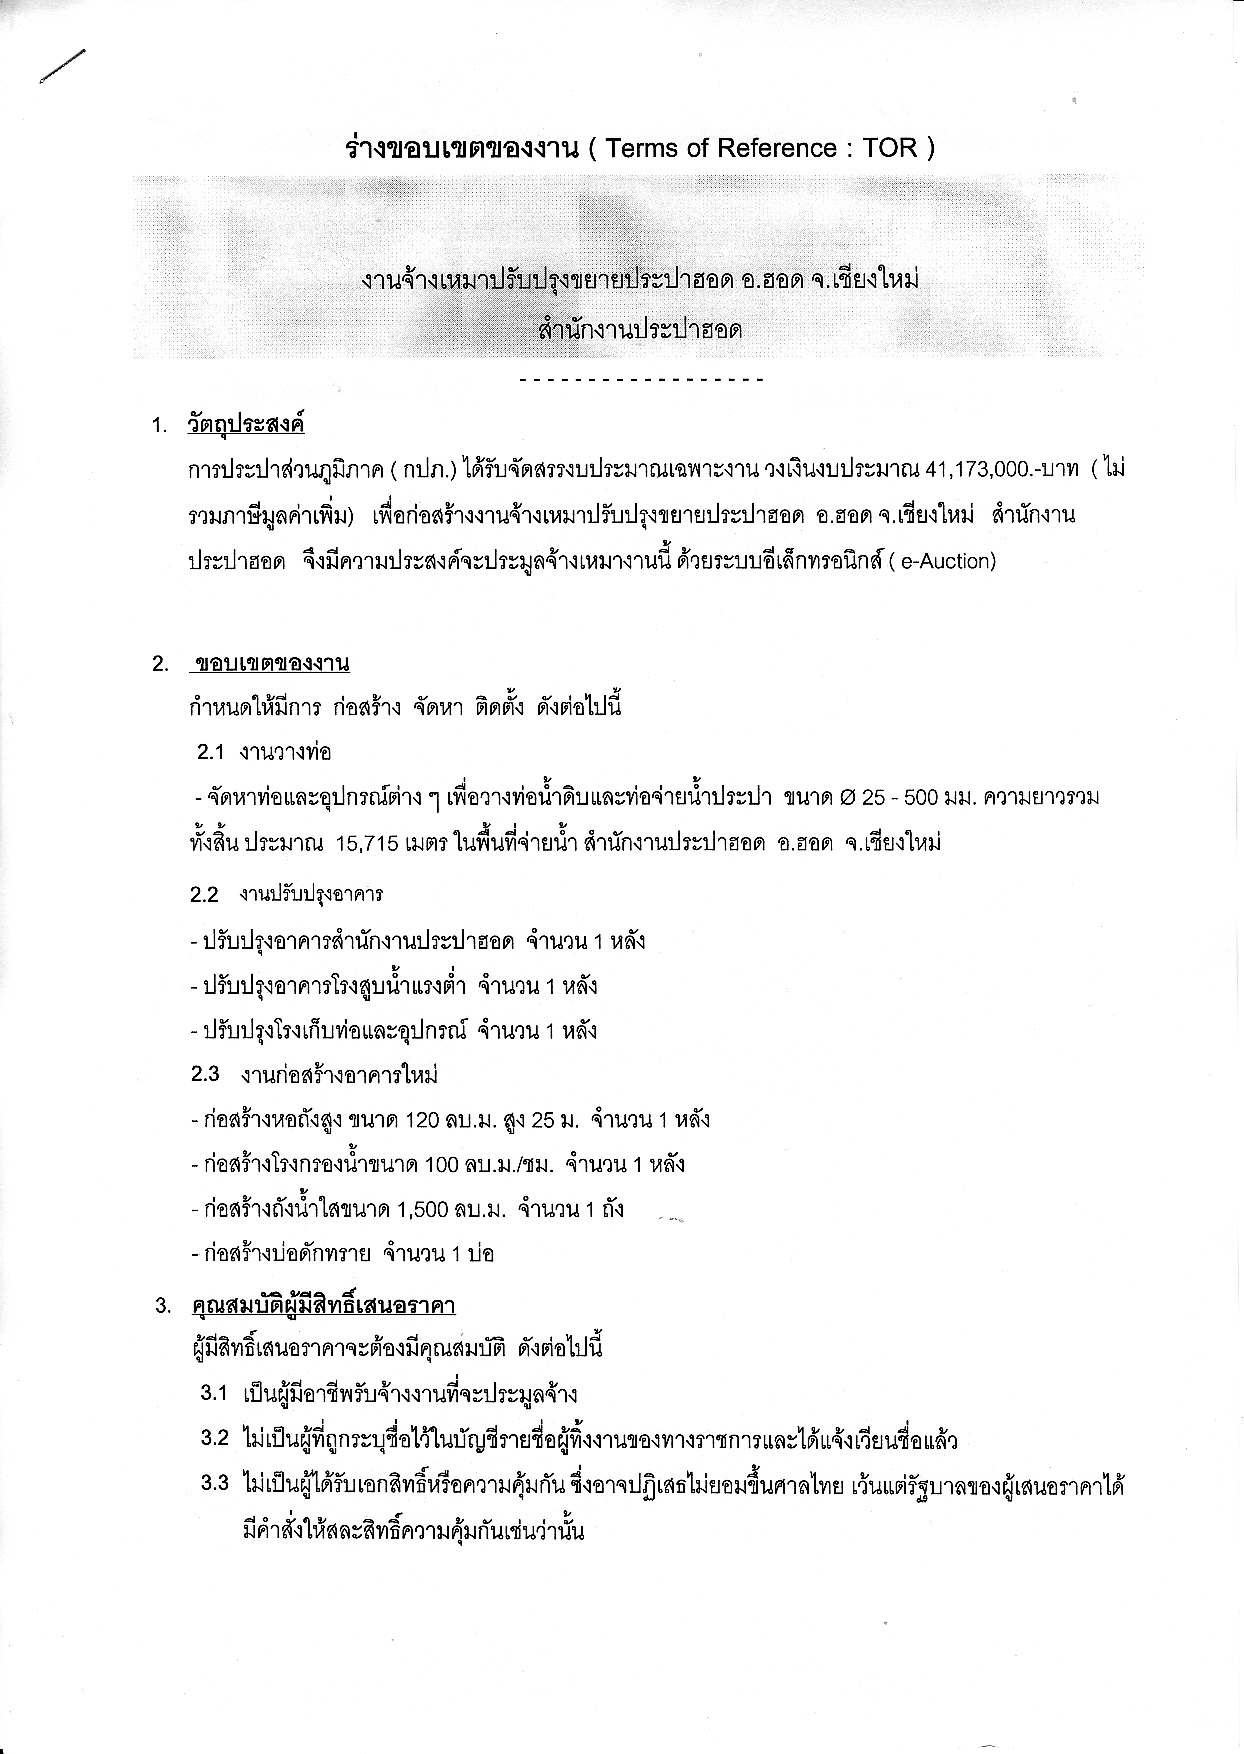 ร่างขอบเขตของงาน ( Terms of Reference : TOR )
งานจ้างเหมาปรับปรุงขยายประปาฮอด อ.ฮอด จ.เชียงใหม่
สำนักงานประปาฮอด
- - - - - - - - - - - - - - - - - -
1. วัตถุประสงค์
การประปาส่วนภูมิภาค ( กปภ.) ได้รับจัดสรรงบประมาณเฉพาะงาน วงเงินงบประมาณ 41,173,000.-บาท ( ไม่
รวมภาษีมูลค่าเพิ่ม) เพื่อก่อสร้างงานจ้างเหมาปรับปรุงขยายประปาฮอด อ.ฮอด จ.เชียงใหม่ สำนักงาน
ประปาฮอด จึงมีความประสงค์จะประมูลจ้างเหมางานนี้ ด้วยระบบอีเล็กทรอนิกส์ ( e-Auction)
2. ขอบเขตของงาน
กำหนดให้มีการ ก่อสร้าง จัดหา ติดตั้ง ดังต่อไปนี้
2.1 งานวางท่อ
- จัดหาท่อและอุปกรณ์ต่าง ๆ เพื่อวางท่อน้ำดิบและท่อจ่ายน้ำประปา ขนาด Ø 25 - 500 มม. ความยาวรวม
ทั้งสิ้น ประมาณ 15,715 เมตร ในพื้นที่จ่ายน้ำ สำนักงานประปาฮอด อ.ฮอด จ.เชียงใหม่
2.2 งานปรับปรุงอาคาร
- ปรับปรุงอาคารสำนักงานประปาฮอด จำนวน 1 หลัง
- ปรับปรุงอาคารโรงสูบน้ำแรงต่ำ จำนวน 1 หลัง
- ปรับปรุงโรงเก็บท่อและอุปกรณ์ จำนวน 1 หลัง
2.3 งานก่อสร้างอาคารใหม่
- ก่อสร้างหอถังสูง ขนาด 120 ลบ.ม. สูง 25 ม. จำนวน 1 หลัง
- ก่อสร้างโรงกรองน้ำขนาด 100 ลบ.ม./ชม. จำนวน 1 หลัง
- ก่อสร้างถังน้ำใสขนาด 1,500 ลบ.ม. จำนวน 1 ถัง
- ก่อสร้างบ่อดักทราย จำนวน 1 บ่อ
3. คุณสมบัติผู้มีสิทธิ์เสนอราคา
ผู้มีสิทธิ์เสนอราคาจะต้องมีคุณสมบัติ ดังต่อไปนี้
3.1 เป็นผู้มีอาชีพรับจ้างงานที่จะประมูลจ้าง
3.2 ไม่เป็นผู้ที่ถูกระบุชื่อไว้ในบัญชีรายชื่อผู้ทิ้งงานของทางราชการและได้แจ้งเวียนชื่อแล้ว
3.3 ไม่เป็นผู้ได้รับเอกสิทธิ์หรือความคุ้มกัน ซึ่งอาจปฏิเสธไม่ยอมขึ้นศาลไทย เว้นแต่รัฐบาลของผู้เสนอราคาได้
มีคำสั่งให้สละสิทธิ์ความคุ้มกันเช่นว่านั้น